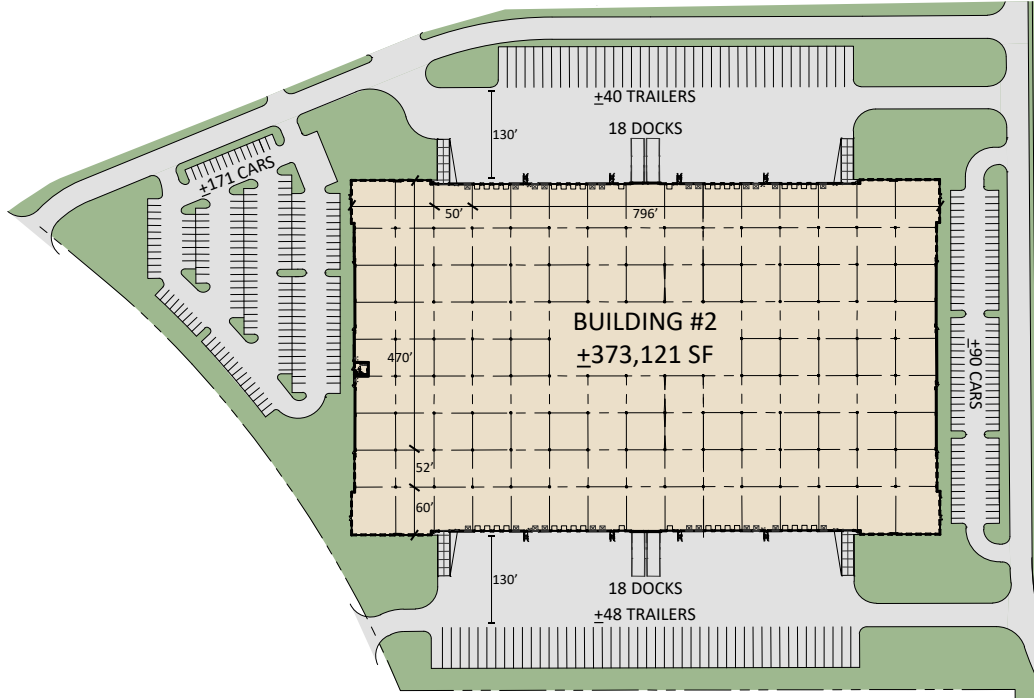 ±40 TRAILERS
130’
18 DOCKS
±171 CARS
50’
796’
BUILDING #2
±373,121 SF
470’
±90 CARS
52’
60’
130’
18 DOCKS
±48 TRAILERS